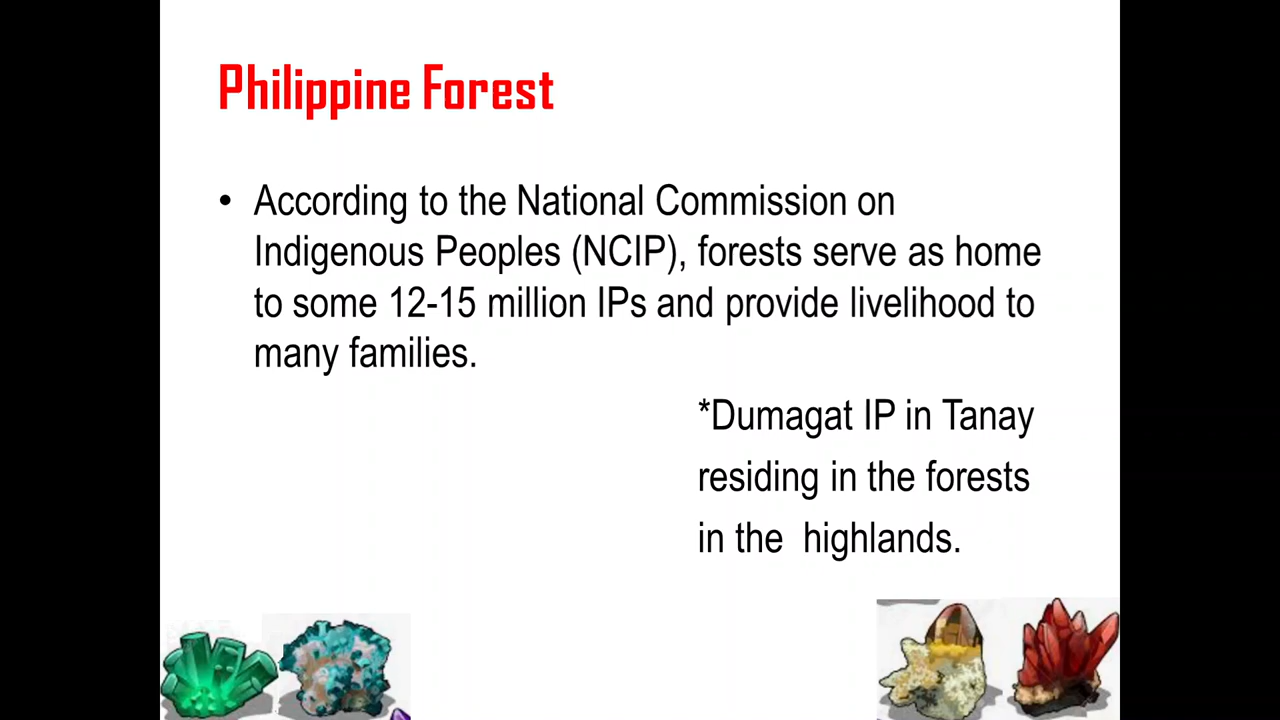 Philippine Forest
• According to the National Commission on
Indigenous Peoples (NCIP), forests serve as home
to some 12-15 million IPs and provide livelihood to
many families.
*Dumagat IP in Tanay
residing in the forests
in the  highlands.